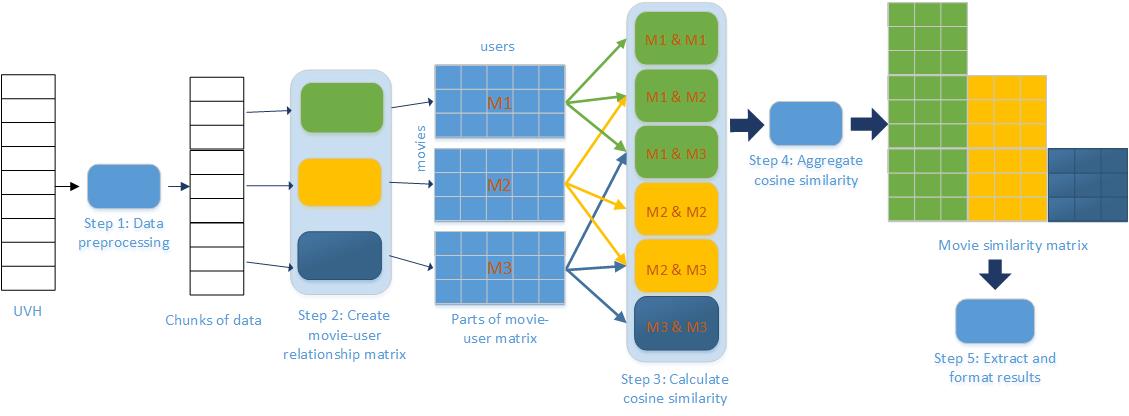 UVH
Step 1: Data
preprocessing
Chunks of data
Step 2: Create
movie-user
relationship matrix
users
movies
M1
M2
M3
Parts of movie-
user matrix
M1 & M1
M1 & M2
M1 & M3
M2 & M2
M2 & M3
M3 & M3
Step 3: Calculate
cosine similarity
Step 4: Aggregate
cosine similarity
Movie similarity matrix
Step 5: Extract and
format results